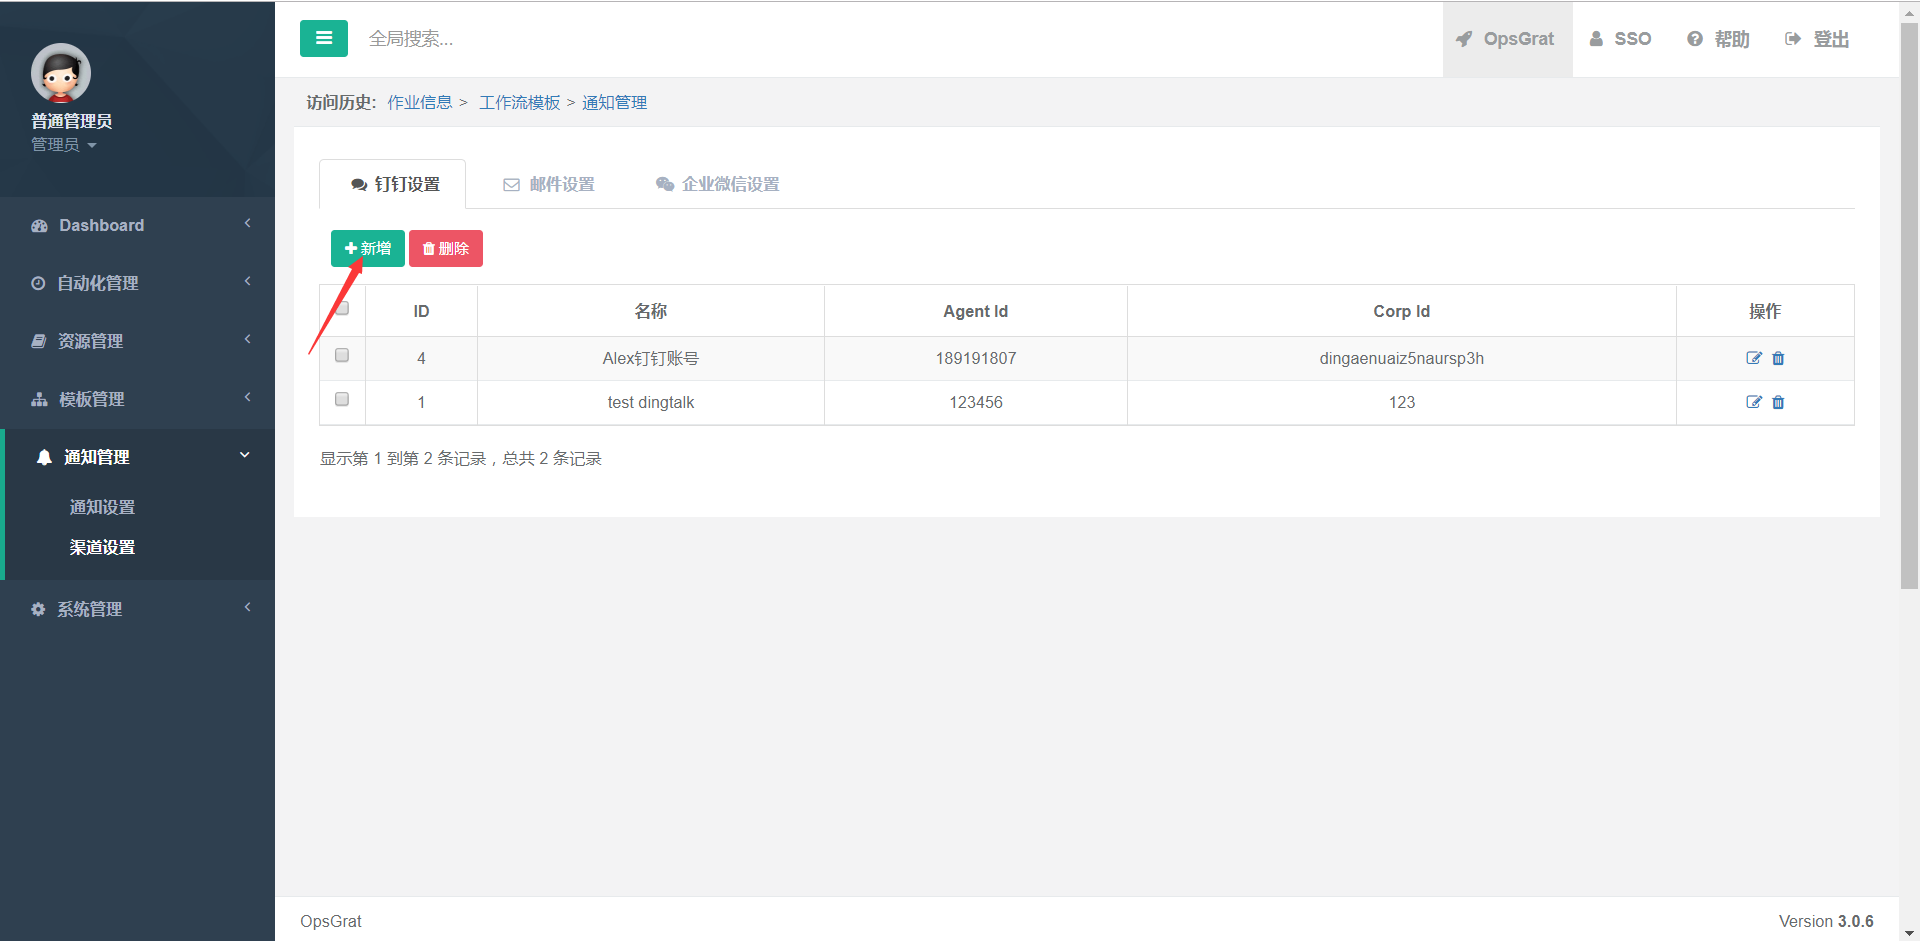 普通管理员
管理员
Dashboard
自动化管理
资源管理
模板管理
通知管理
通知设置
渠道设置
系统管理
全局搜索...
OpsGrat
SSO
帮助
登出
访问历史: 作业信息 > 工作流模板 > 通知管理
钉钉设置
邮件设置
企业微信设置
新增
删除
ID 名称 Agent Id Corp Id 操作
4 Alex钉钉账号 189191807 dingaenuaiz5naursp3h
1 test dingtalk 123456 123
显示第 1 到第 2 条记录，总共 2 条记录
OpsGrat
Version 3.0.6